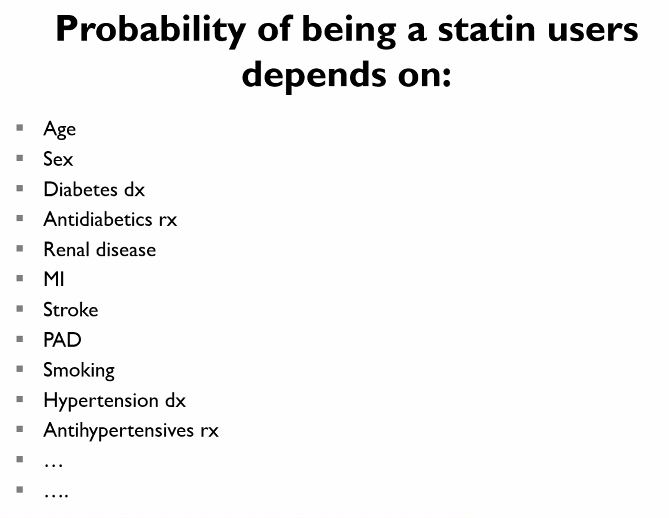 Probability of being a statin users
depends on:
▪ Age
▪ Sex
▪ Diabetes dx
▪ Antidiabetics rx
▪ Renal disease
▪ MI
▪ Stroke
▪ PAD
▪ Smoking
▪ Hypertension dx
▪ Antihypertensives rx
▪ …
▪ ….